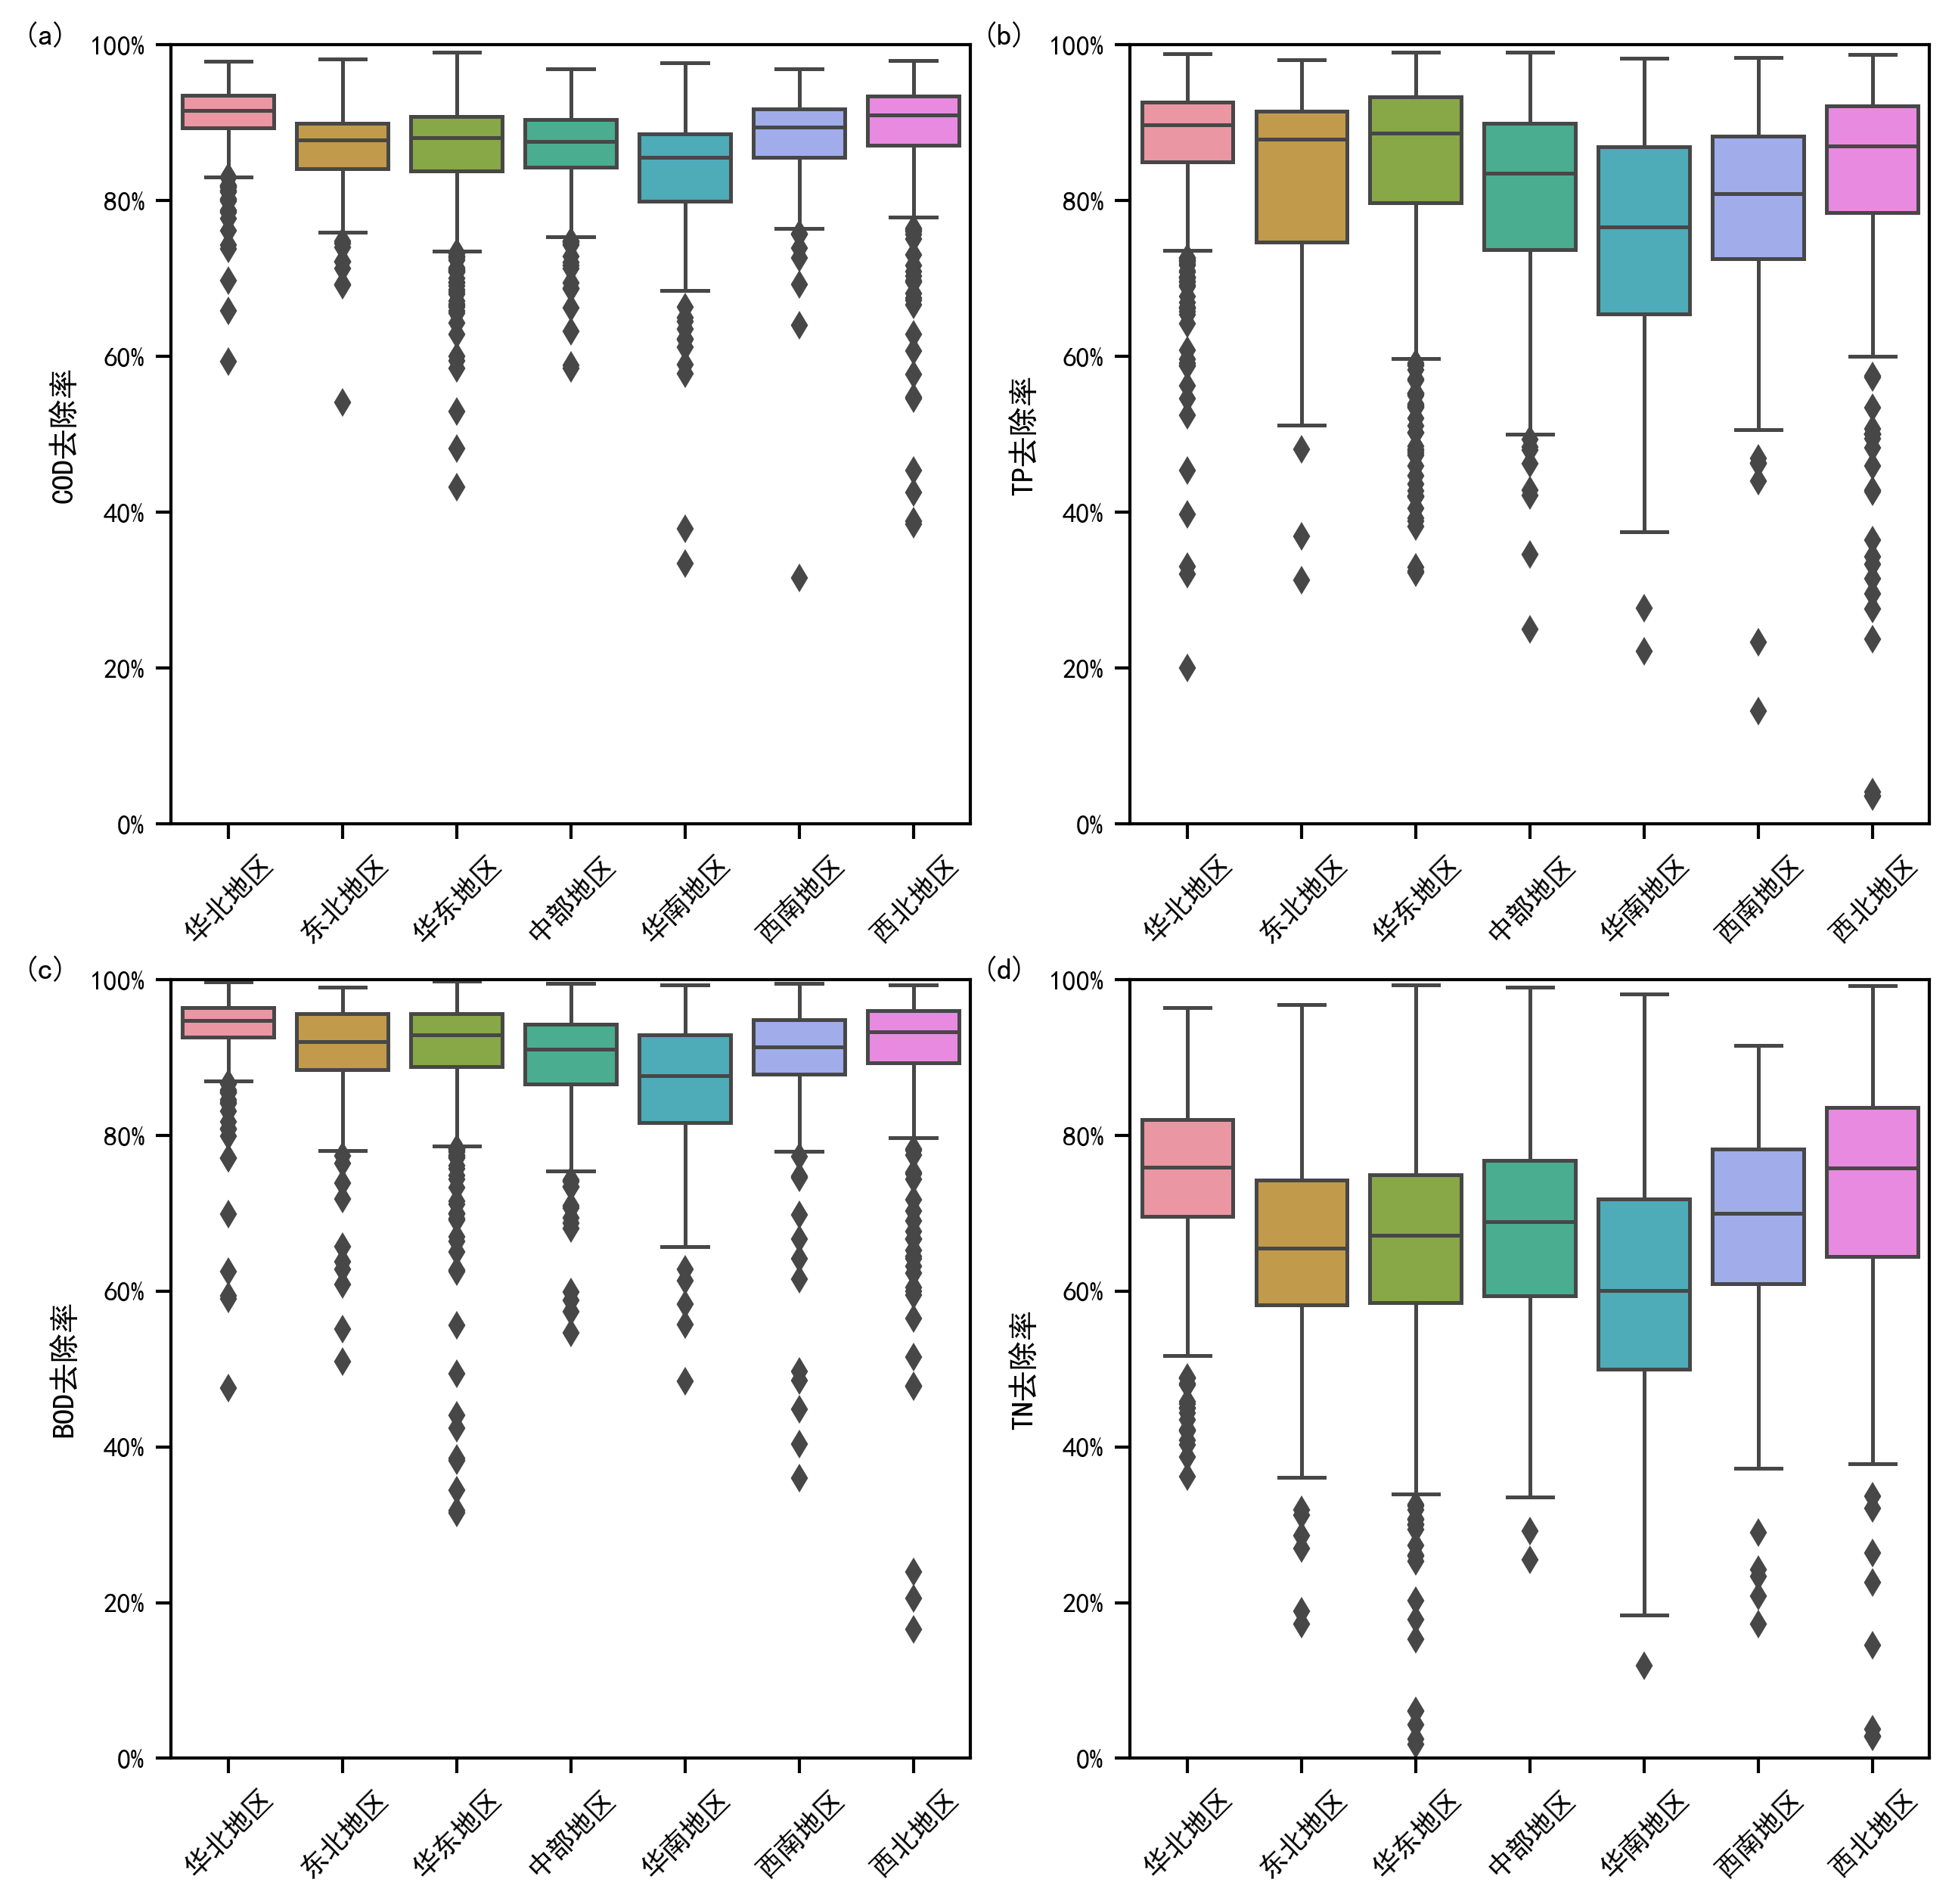 (a)
100%
80%
60%
40%
20%
0%
COD去除率
华北地区
东北地区
华东地区
中部地区
华南地区
西南地区
西北地区
(b)
100%
80%
60%
40%
20%
0%
TP去除率
华北地区
东北地区
华东地区
中部地区
华南地区
西南地区
西北地区
(c)
100%
80%
60%
40%
20%
0%
BOD去除率
华北地区
东北地区
华东地区
中部地区
华南地区
西南地区
西北地区
(d)
100%
80%
60%
40%
20%
0%
TN去除率
华北地区
东北地区
华东地区
中部地区
华南地区
西南地区
西北地区